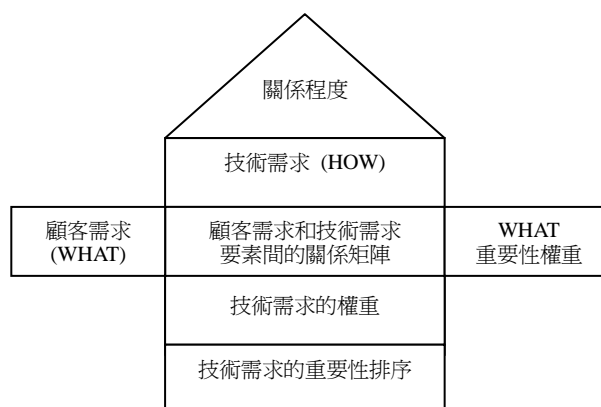 關係程度
技術需求 (HOW)
顧客需求
(WHAT)
顧客需求和技術需求
要素間的關係矩陣
WHAT
重要性權重
技術需求的權重
技術需求的重要性排序